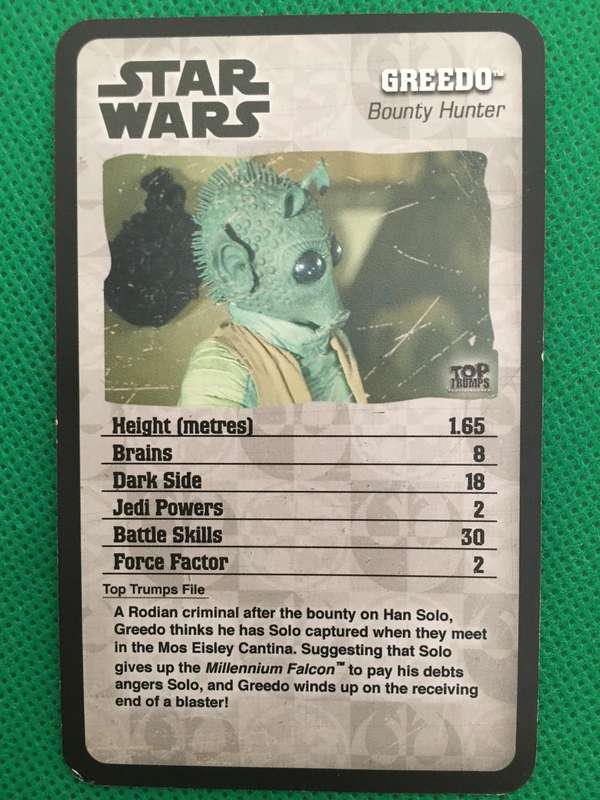 STAR
WARS
GREEDO™
Bounty Hunter
TOP
TRUMPS
Height (metres) 1.65
Brains 8
Dark Side 18
Jedi Powers 2
Battle Skills 30
Force Factor 2
Top Trumps File
A Rodian criminal after the bounty on Han Solo,
Greedo thinks he has Solo captured when they meet
in the Mos Eisley Cantina. Suggesting that Solo
gives up the Millennium Falcon™ to pay his debts
angers Solo, and Greedo winds up on the receiving
end of a blaster!